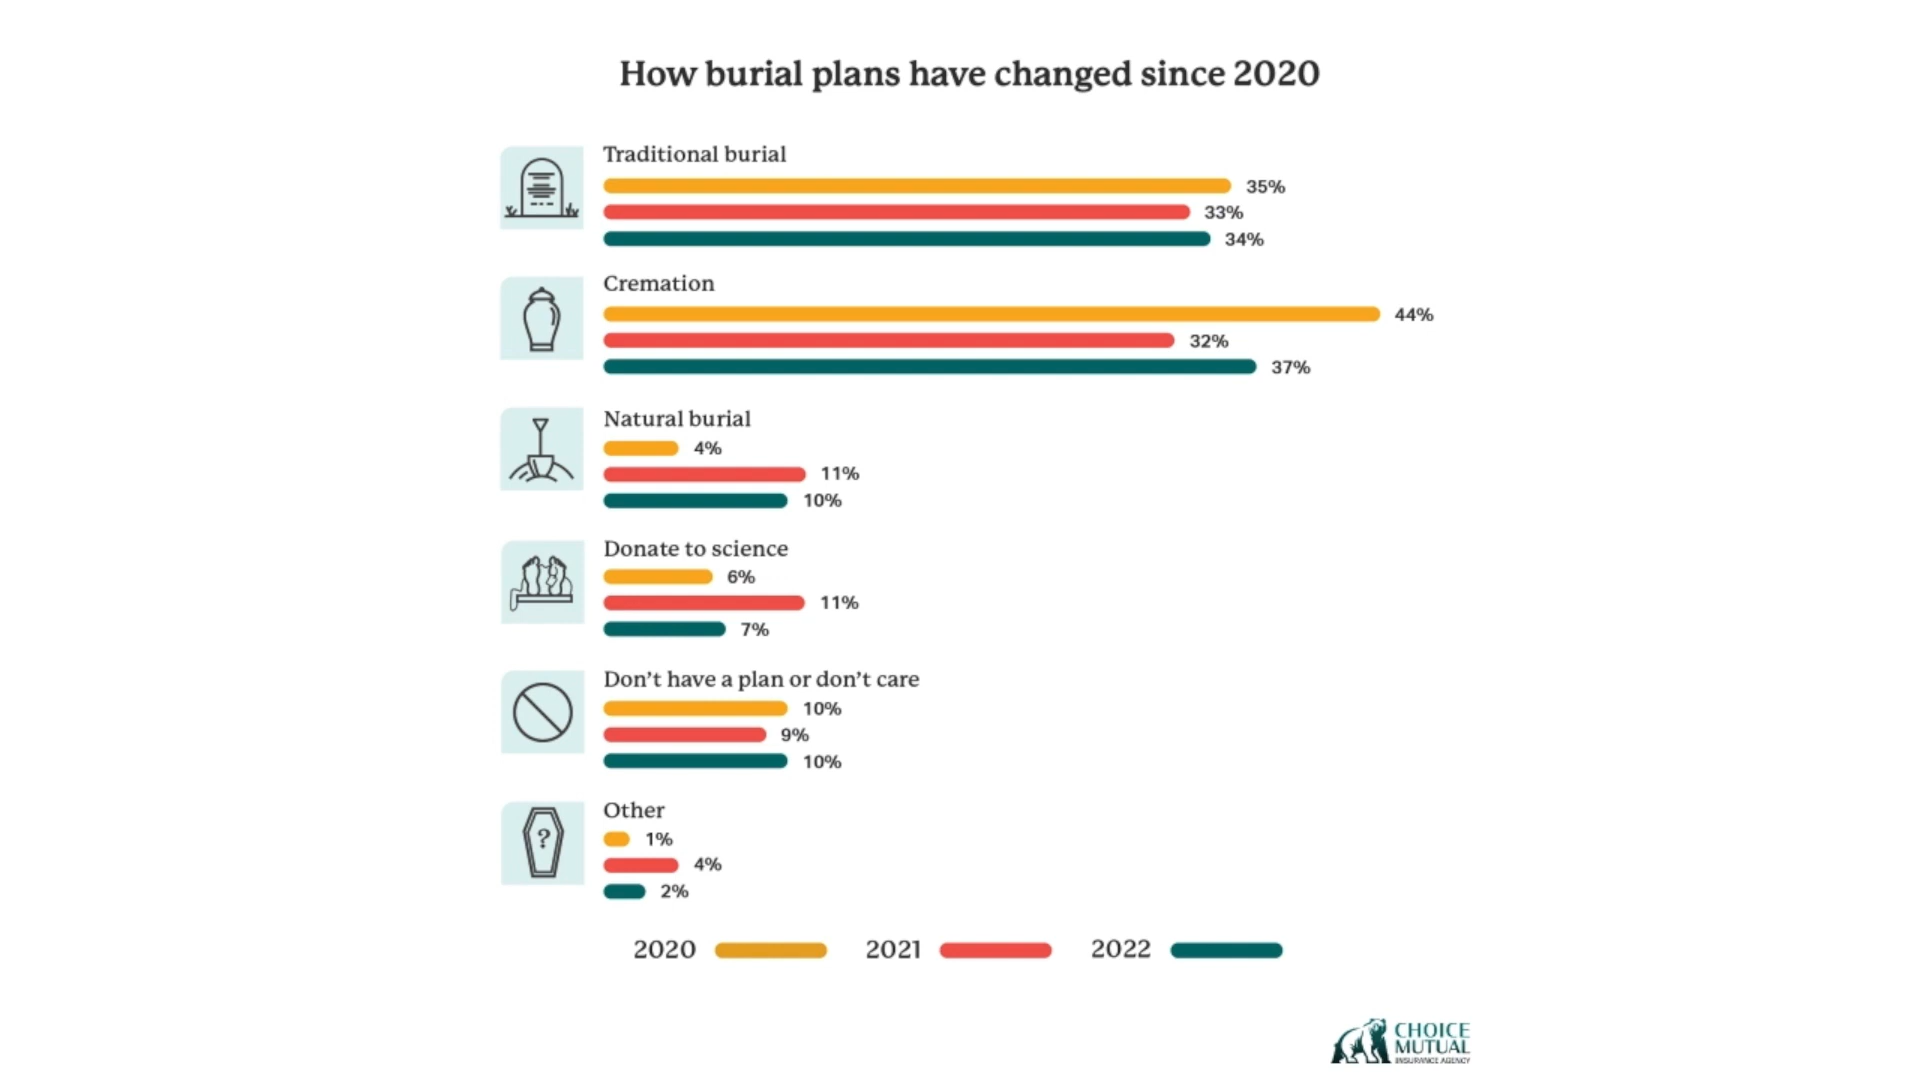 How burial plans have changed since 2020
Traditional burial
35%
33%
34%
Cremation
44%
32%
37%
Natural burial
4%
11%
10%
Donate to science
6%
11%
7%
Don’t have a plan or don’t care
10%
9%
10%
Other
?
1%
4%
2%
2020 2021 2022
CHOICE
MUTUAL
INSURANCE AGENCY